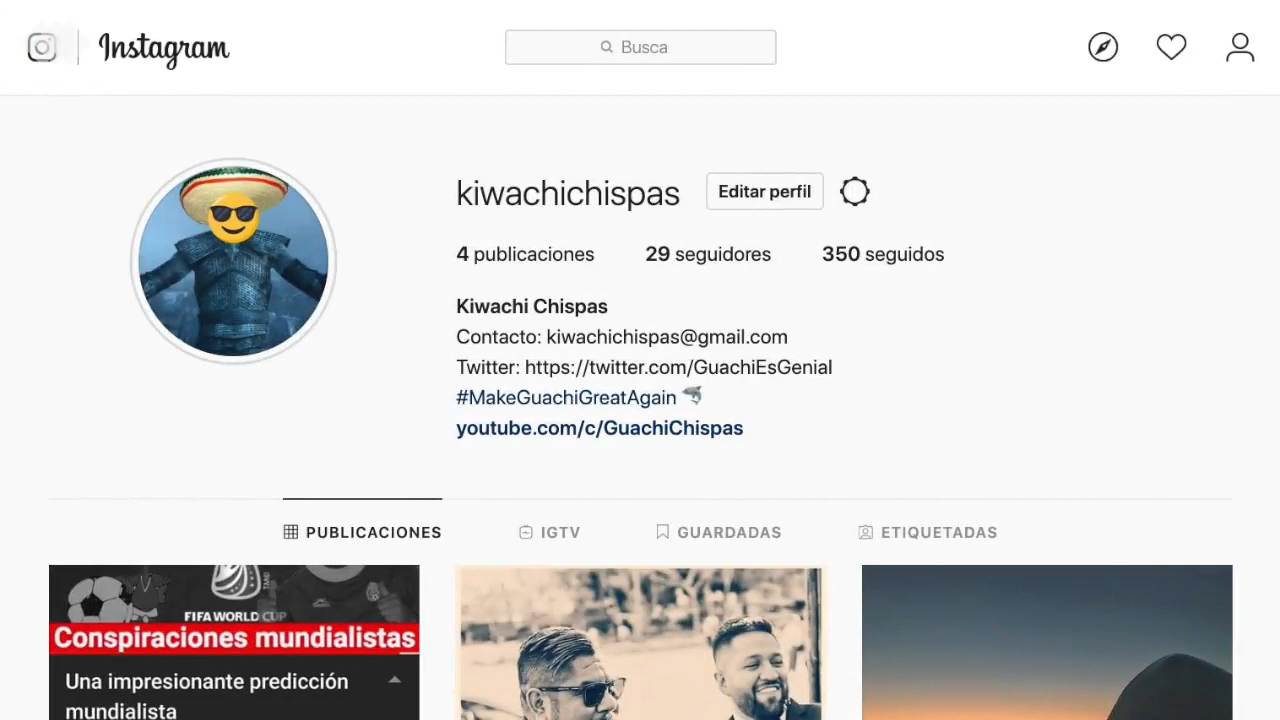 Instagram
Busca
kiwachichispas Editar perfil
4 publicaciones 29 seguidores 350 seguidos
Kiwachi Chispas
Contacto: kiwachichispas@gmail.com
Twitter: https://twitter.com/GuachiEsGenial
#MakeGuachiGreatAgain
youtube.com/c/GuachiChispas
PUBLICACIONES IGTV GUARDADAS ETIQUETADAS
FIFA WORLD CUP
Conspiraciones mundialistas
Una impresionante predicción
mundialista